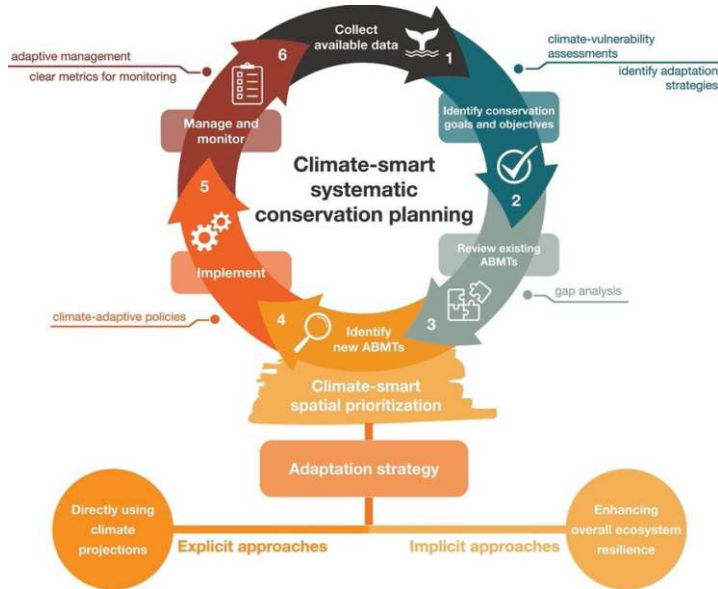 Collect
available data
1
climate-vulnerability
assessments
identify adaptation
strategies
Identify conservation
goals and objectives
2
Review existing
ABMTs
gap analysis
3
Identify
new ABMTs
4
Climate-smart
spatial prioritization
Implement
climate-adaptive policies
5
Manage and
monitor
adaptive management
clear metrics for monitoring
6
Climate-smart
systematic
conservation planning
Adaptation strategy
Directly using
climate
projections
Explicit approaches
Implicit approaches
Enhancing
overall ecosystem
resilience